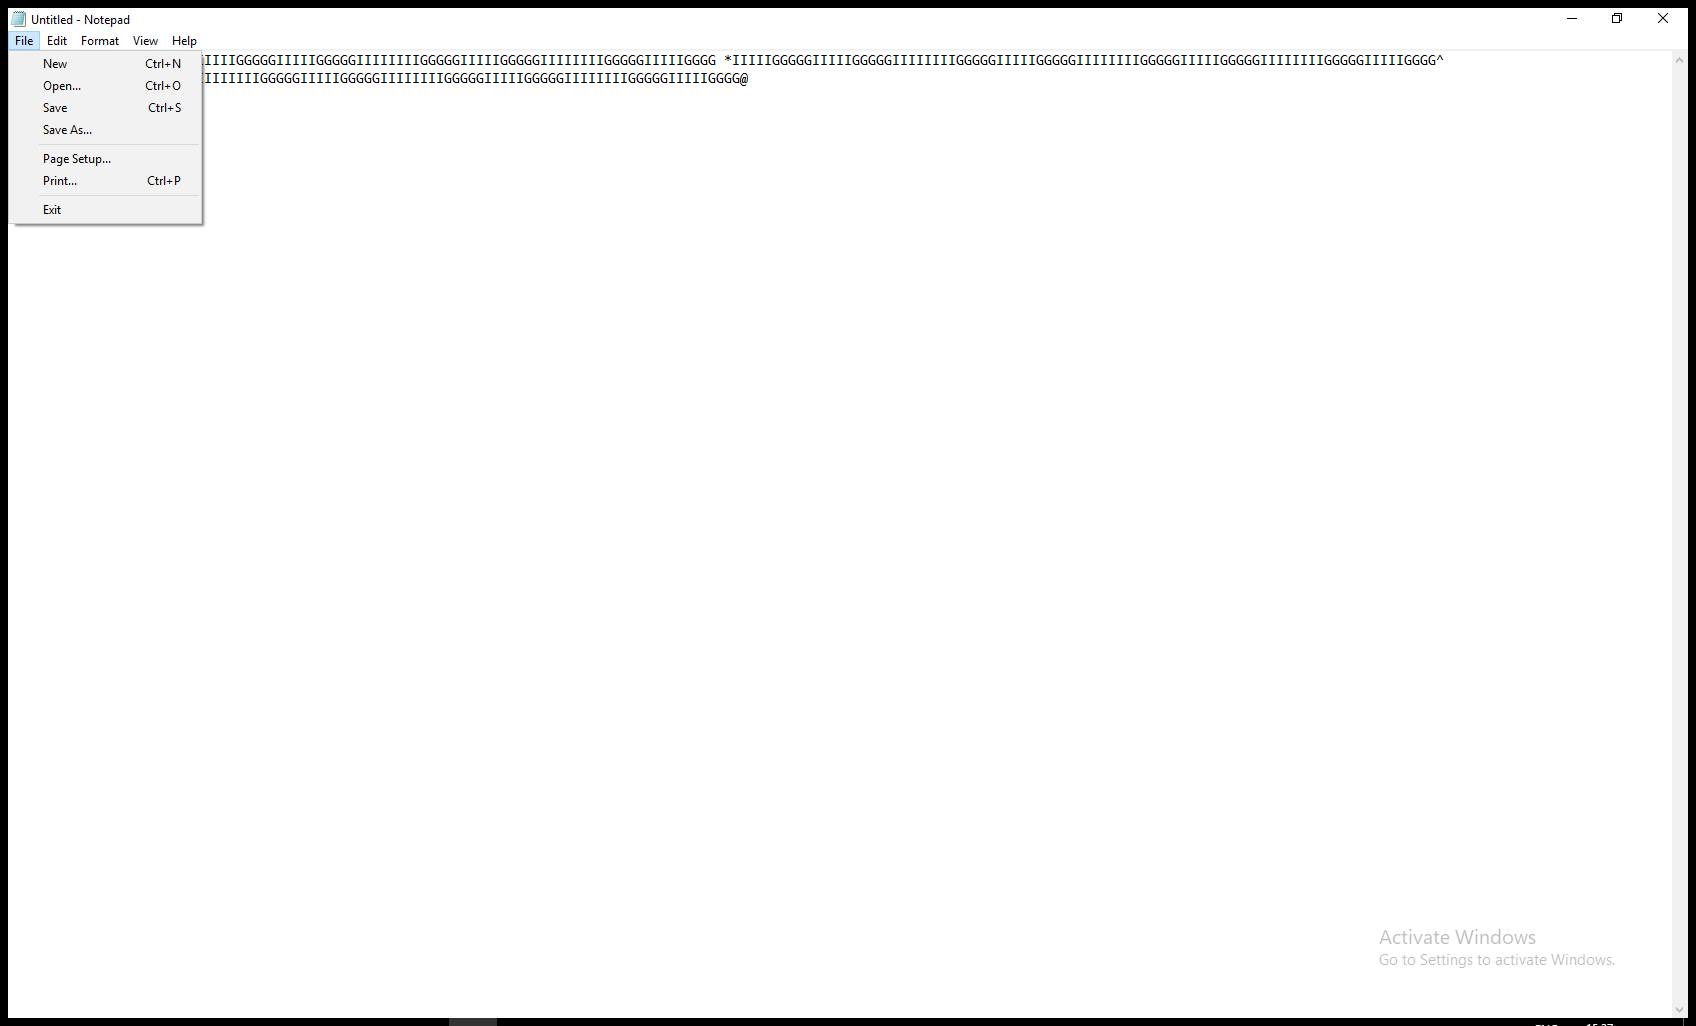 Untitled - Notepad
File Edit Format View Help
IIIIGGGGGIIIIIGGGGGIIIIIIIIGGGGGIIIIIGGGGGIIIIIIIIGGGGGIIIIIGGGG *IIIIIGGGGGIIIIIGGGGGIIIIIIIIGGGGGIIIIIGGGGGIIIIIIIIGGGGGIIIIIGGGGGIIIIIIIIGGGGGIIIIIGGGG^
IIIIIIIGGGGGIIIIIGGGGGIIIIIIIIGGGGGIIIIIGGGGGIIIIIIIIGGGGGIIIIIGGGG@
New Ctrl+N
Open... Ctrl+O
Save Ctrl+S
Save As...
Page Setup...
Print... Ctrl+P
Exit
Activate Windows
Go to Settings to activate Windows.